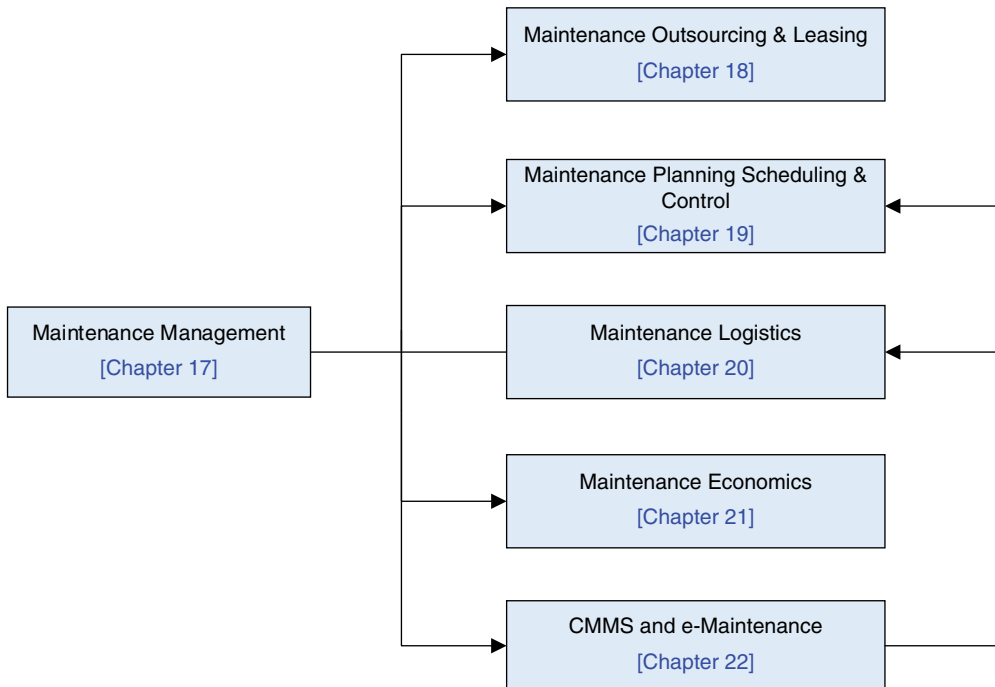 Maintenance Outsourcing & Leasing
[Chapter 18]
Maintenance Planning Scheduling &
Control
[Chapter 19]
Maintenance Management
[Chapter 17]
Maintenance Logistics
[Chapter 20]
Maintenance Economics
[Chapter 21]
CMMS and e-Maintenance
[Chapter 22]